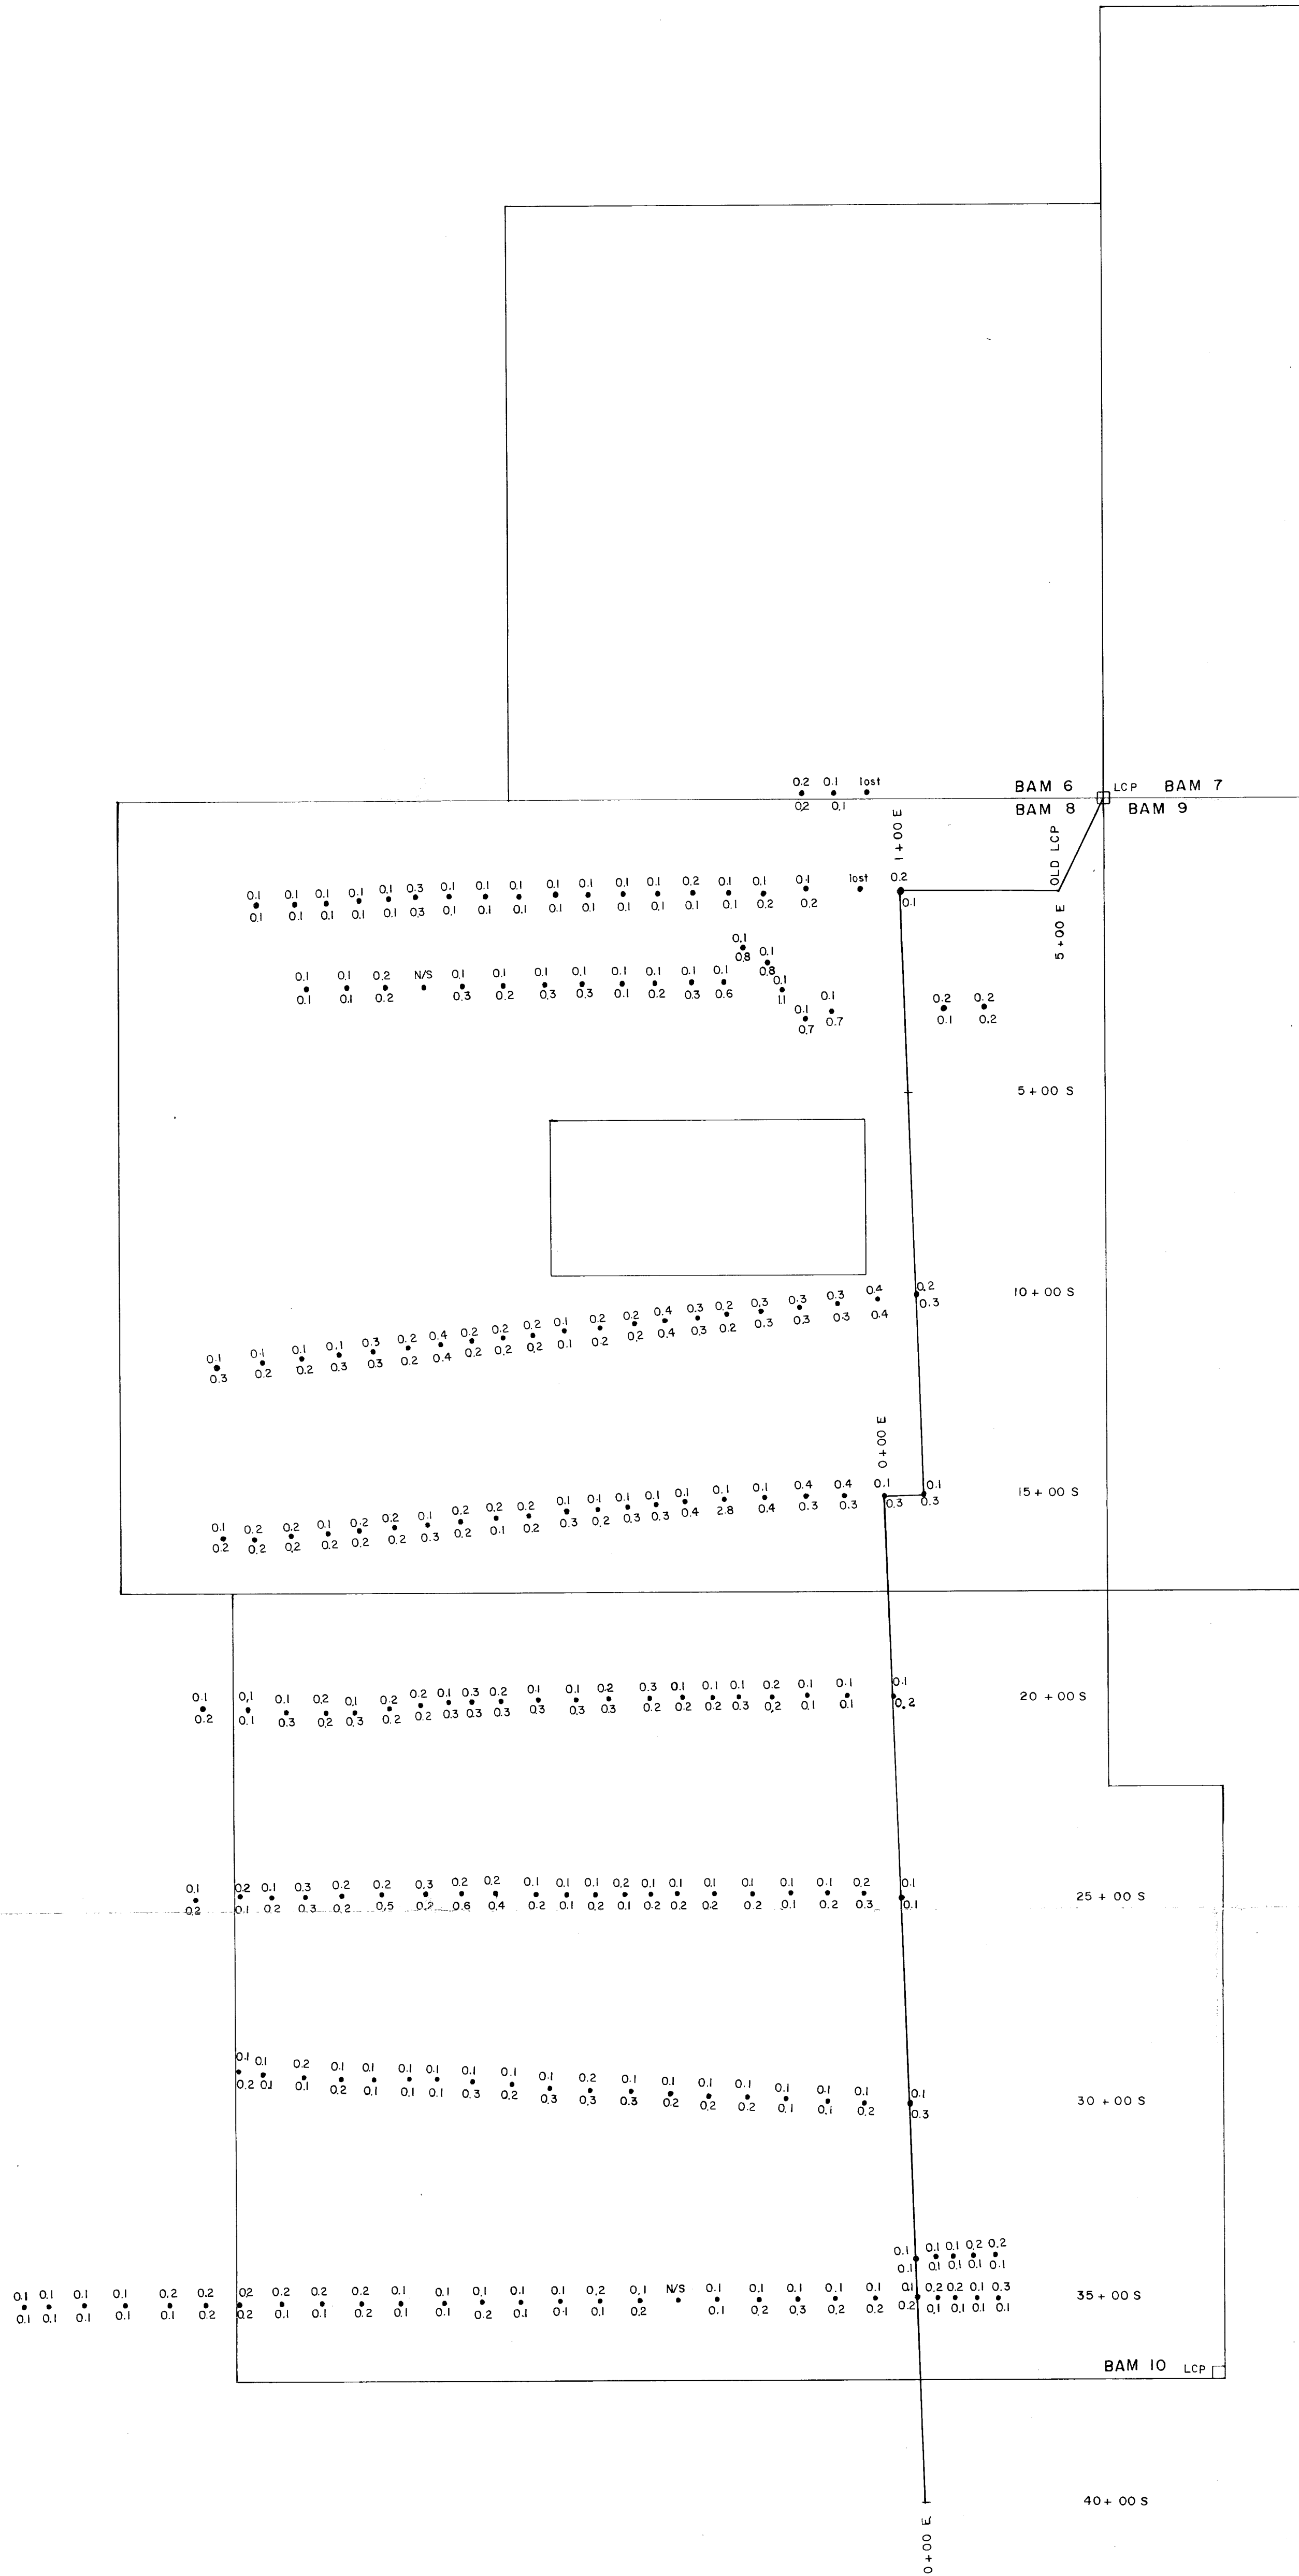 0.2 0.1 lost
BAM 6 LCP BAM 7
0.2 0.1
BAM 8 BAM 9
1+00 E
OLD LCP
5+00 E
0.1 0.1 0.1 0.1 0.1 0.3 0.1 0.1 0.1 0.1 0.1 0.1 0.1 0.2 0.1 0.1 0.1 lost 0.2
0.1 0.1 0.1 0.1 0.1 0.3 0.1 0.1 0.1 0.1 0.1 0.1 0.1 0.1 0.1 0.2 0.2 0.1
0.1 0.1 0.2 N/S 0.1 0.1 0.1 0.1 0.1 0.1 0.1 0.1 0.1 0.1 0.1 0.1 0.1 0.2 0.2
0.1 0.1 0.2 0.3 0.2 0.3 0.3 0.1 0.2 0.3 0.6 0.8 0.8 1.1 0.7 0.7 0.1 0.2
5+00 S
10+00 S
0.1 0.1 0.1 0.1 0.3 0.2 0.4 0.2 0.2 0.2 0.1 0.2 0.2 0.4 0.3 0.2 0.3 0.3 0.3 0.4 0.2
0.3 0.2 0.2 0.3 0.3 0.2 0.4 0.2 0.2 0.2 0.1 0.2 0.2 0.4 0.3 0.2 0.3 0.3 0.3 0.4 0.3
0+00 E
15+00 S
0.1 0.2 0.2 0.1 0.2 0.2 0.1 0.2 0.2 0.2 0.1 0.1 0.1 0.1 0.1 0.1 0.1 0.4 0.4 0.1 0.1
0.2 0.2 0.2 0.2 0.2 0.2 0.3 0.2 0.1 0.2 0.3 0.2 0.3 0.3 0.4 2.8 0.4 0.3 0.3 0.3 0.3
0.1 0.1 0.1 0.2 0.1 0.2 0.2 0.1 0.3 0.2 0.1 0.1 0.2 0.3 0.1 0.1 0.1 0.2 0.1 0.1 0.1
20+00 S
0.2 0.1 0.3 0.2 0.3 0.2 0.2 0.3 0.3 0.3 0.3 0.3 0.3 0.2 0.2 0.2 0.3 0.2 0.1 0.1 0.2
0.1 0.2 0.1 0.3 0.2 0.2 0.3 0.2 0.2 0.1 0.1 0.1 0.2 0.1 0.1 0.1 0.1 0.1 0.1 0.2 0.1
25+00 S
0.2 0.1 0.2 0.3 0.2 0.5 0.2 0.6 0.4 0.2 0.1 0.2 0.1 0.2 0.2 0.2 0.2 0.1 0.2 0.3 0.1
0.1 0.1 0.2 0.1 0.1 0.1 0.1 0.1 0.1 0.1 0.2 0.1 0.1 0.1 0.1 0.1 0.1 0.1 0.1
30+00 S
0.2 0.1 0.1 0.2 0.1 0.1 0.1 0.3 0.2 0.3 0.3 0.3 0.2 0.2 0.2 0.1 0.1 0.2 0.3
0.1 0.1 0.1 0.2 0.2
0.1 0.1 0.1 0.1 0.1
0.1 0.1 0.1 0.1 0.2 0.2 0.2 0.2 0.2 0.2 0.1 0.1 0.1 0.1 0.1 0.2 0.1 N/S 0.1 0.1 0.1 0.1 0.1 0.1 0.2 0.2 0.1 0.3
35+00 S
0.1 0.1 0.1 0.1 0.1 0.2 0.2 0.1 0.1 0.2 0.1 0.1 0.2 0.1 0.1 0.1 0.2 0.1 0.2 0.3 0.2 0.2 0.2 0.1 0.1 0.1 0.1
BAM 10 LCP
40+00 S
0+00 E